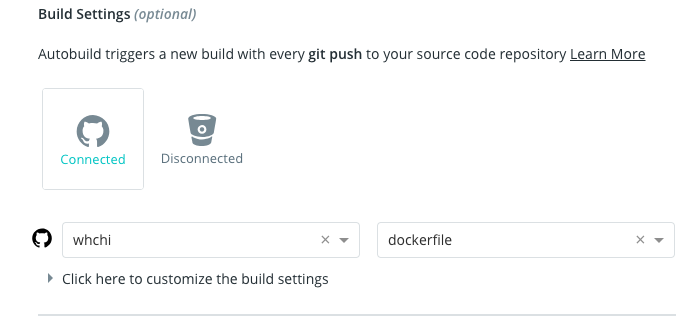 Build Settings (optional)
Autobuild triggers a new build with every git push to your source code repository Learn More
Connected
Disconnected
whchi
dockerfile
Click here to customize the build settings